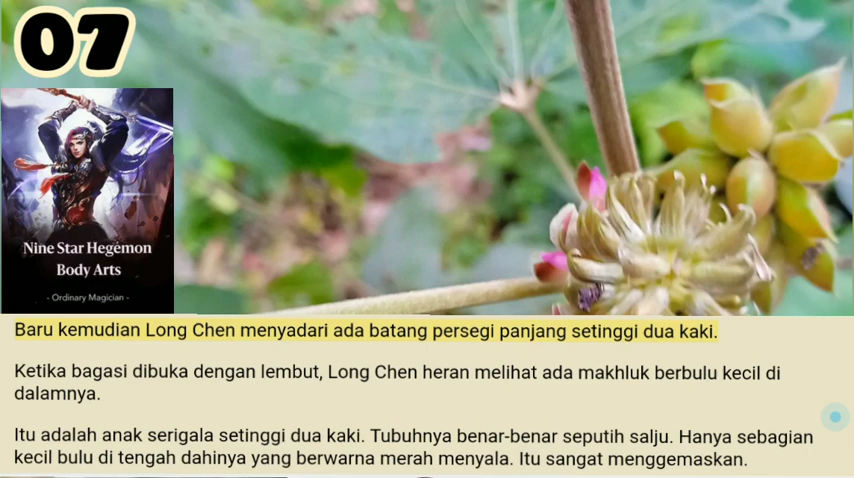 07
Nine Star Hegemon
Body Arts
- Ordinary Magician -
Baru kemudian Long Chen menyadari ada batang persegi panjang setinggi dua kaki.
Ketika bagasi dibuka dengan lembut, Long Chen heran melihat ada makhluk berbulu kecil di
dalamnya.
Itu adalah anak serigala setinggi dua kaki. Tubuhnya benar-benar seputih salju. Hanya sebagian
kecil bulu di tengah dahinya yang berwarna merah menyala. Itu sangat menggemaskan.